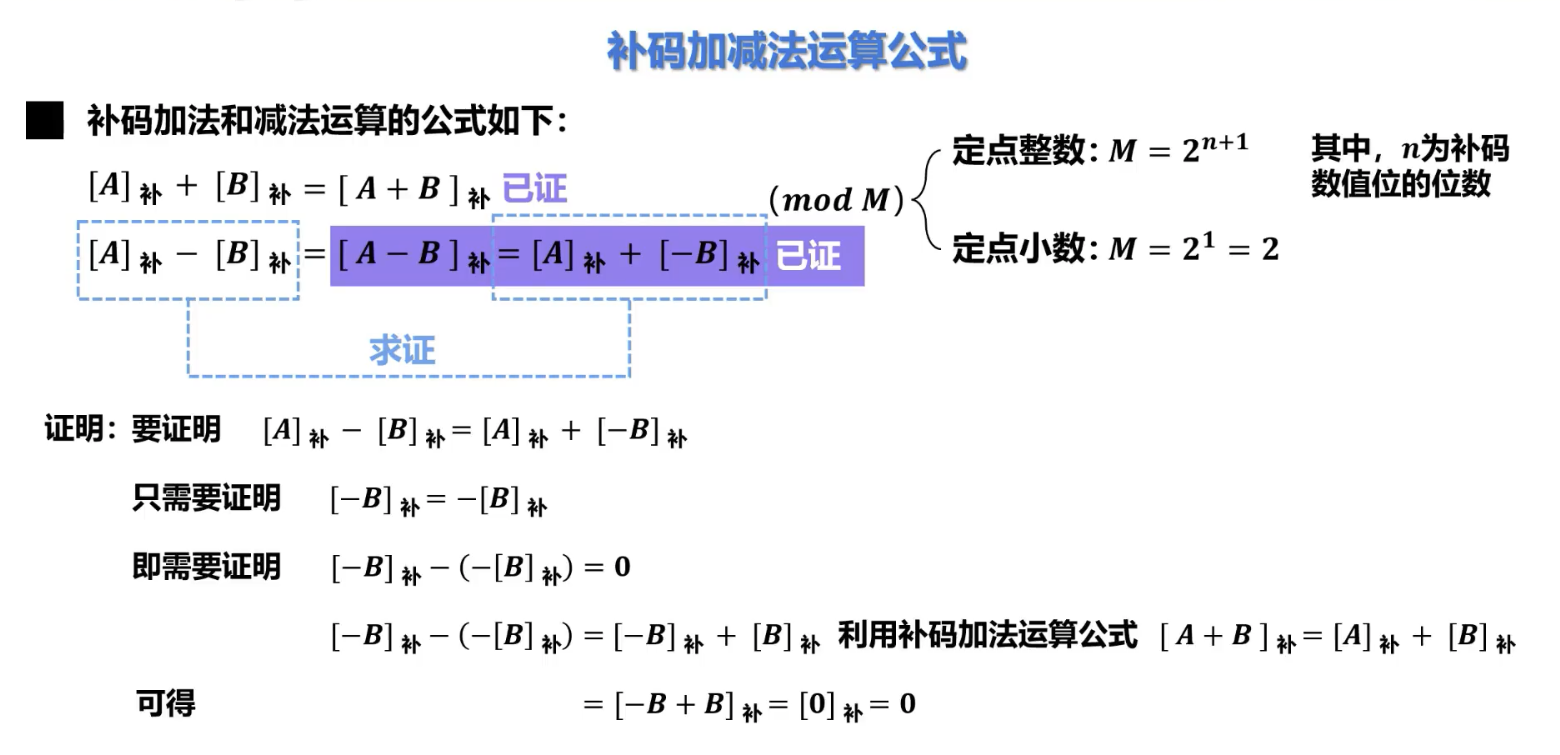 补码加减法运算公式
补码加法和减法运算的公式如下：
[A]补 + [B]补 = [ A + B ]补 已证
[A]补 − [B]补 = [ A − B ]补 = [A]补 + [−B]补 已证
(mod M)
定点整数：M = 2^{n+1}
其中，n为补码
数值位的位数
定点小数：M = 2^1 = 2
求证
证明：要证明 [A]补 − [B]补 = [A]补 + [−B]补
只需要证明 [−B]补 = −[B]补
即需要证明 [−B]补 − (−[B]补) = 0
[−B]补 − (−[B]补) = [−B]补 + [B]补 利用补码加法运算公式 [ A + B ]补 = [A]补 + [B]补
可得 = [−B + B]补 = [0]补 = 0